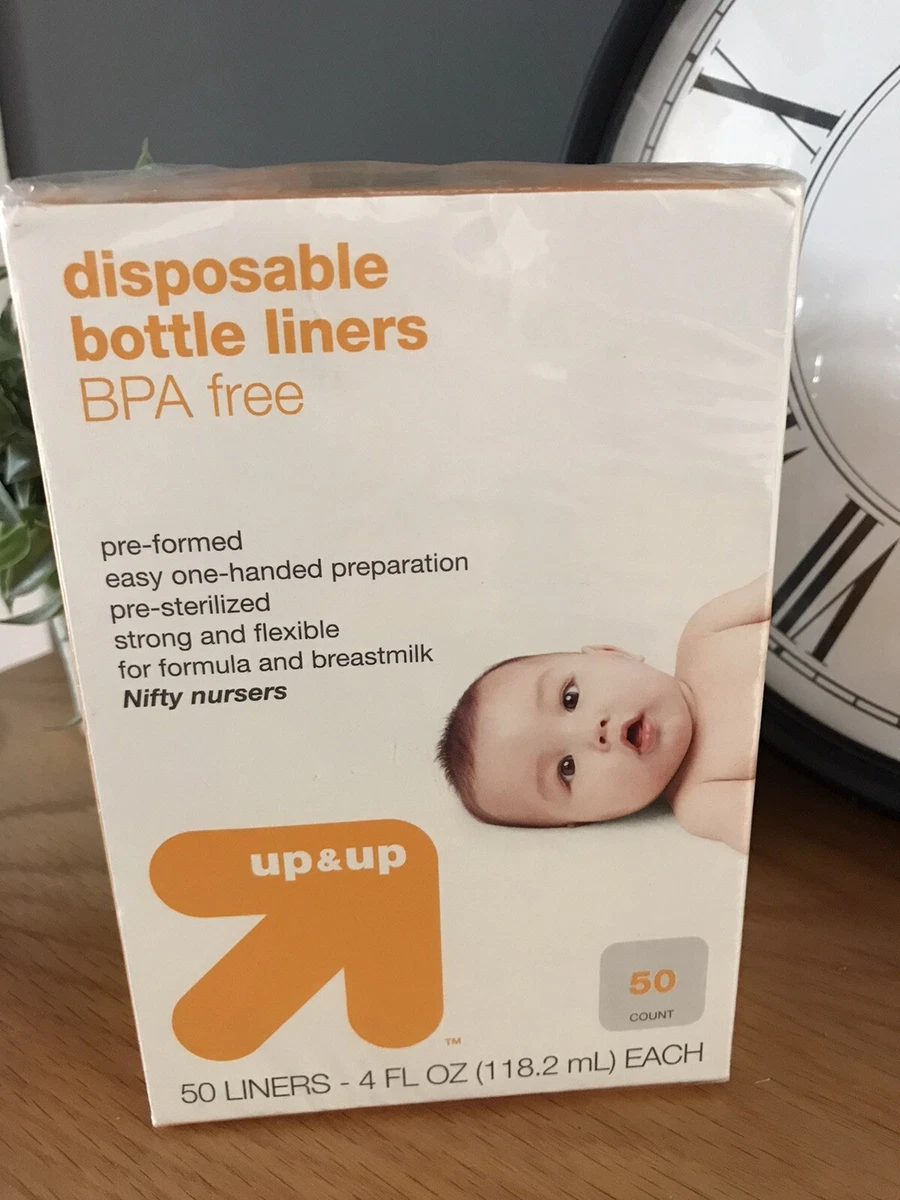 disposable
bottle liners
BPA free
pre-formed
easy one-handed preparation
pre-sterilized
strong and flexible
for formula and breastmilk
Nifty nursers
up&up
TM
50
COUNT
50 LINERS - 4 FL OZ (118.2 mL) EACH